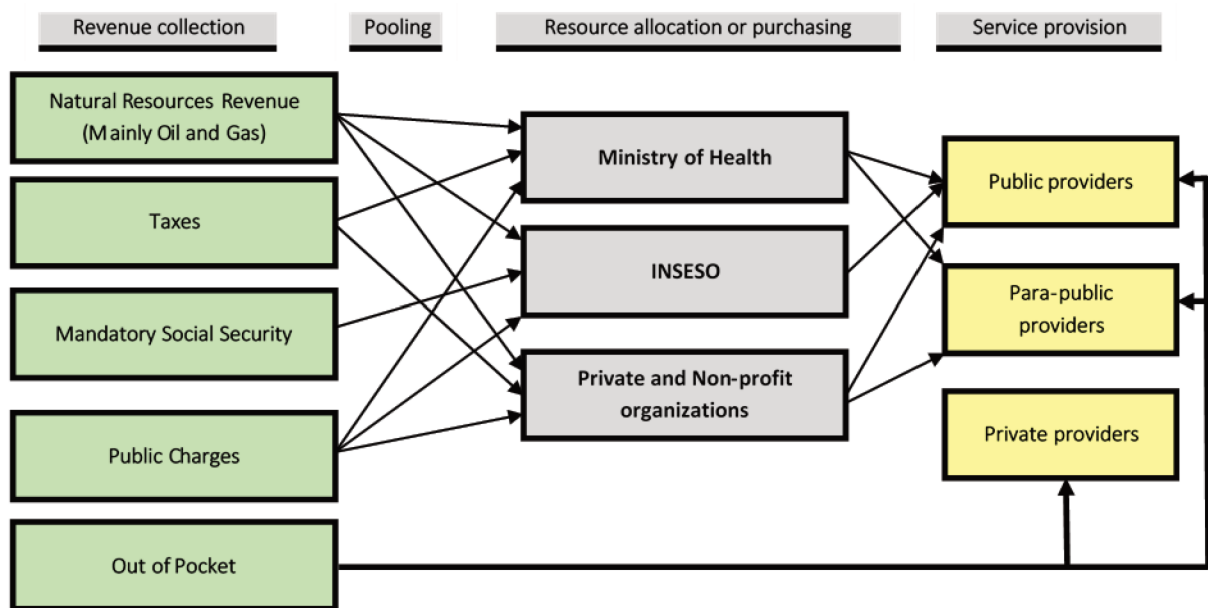 Revenue collection
Pooling
Resource allocation or purchasing
Service provision
Natural Resources Revenue
(Mainly Oil and Gas)
Taxes
Mandatory Social Security
Public Charges
Out of Pocket
Ministry of Health
INSESO
Private and Non-profit
organizations
Public providers
Para-public
providers
Private providers